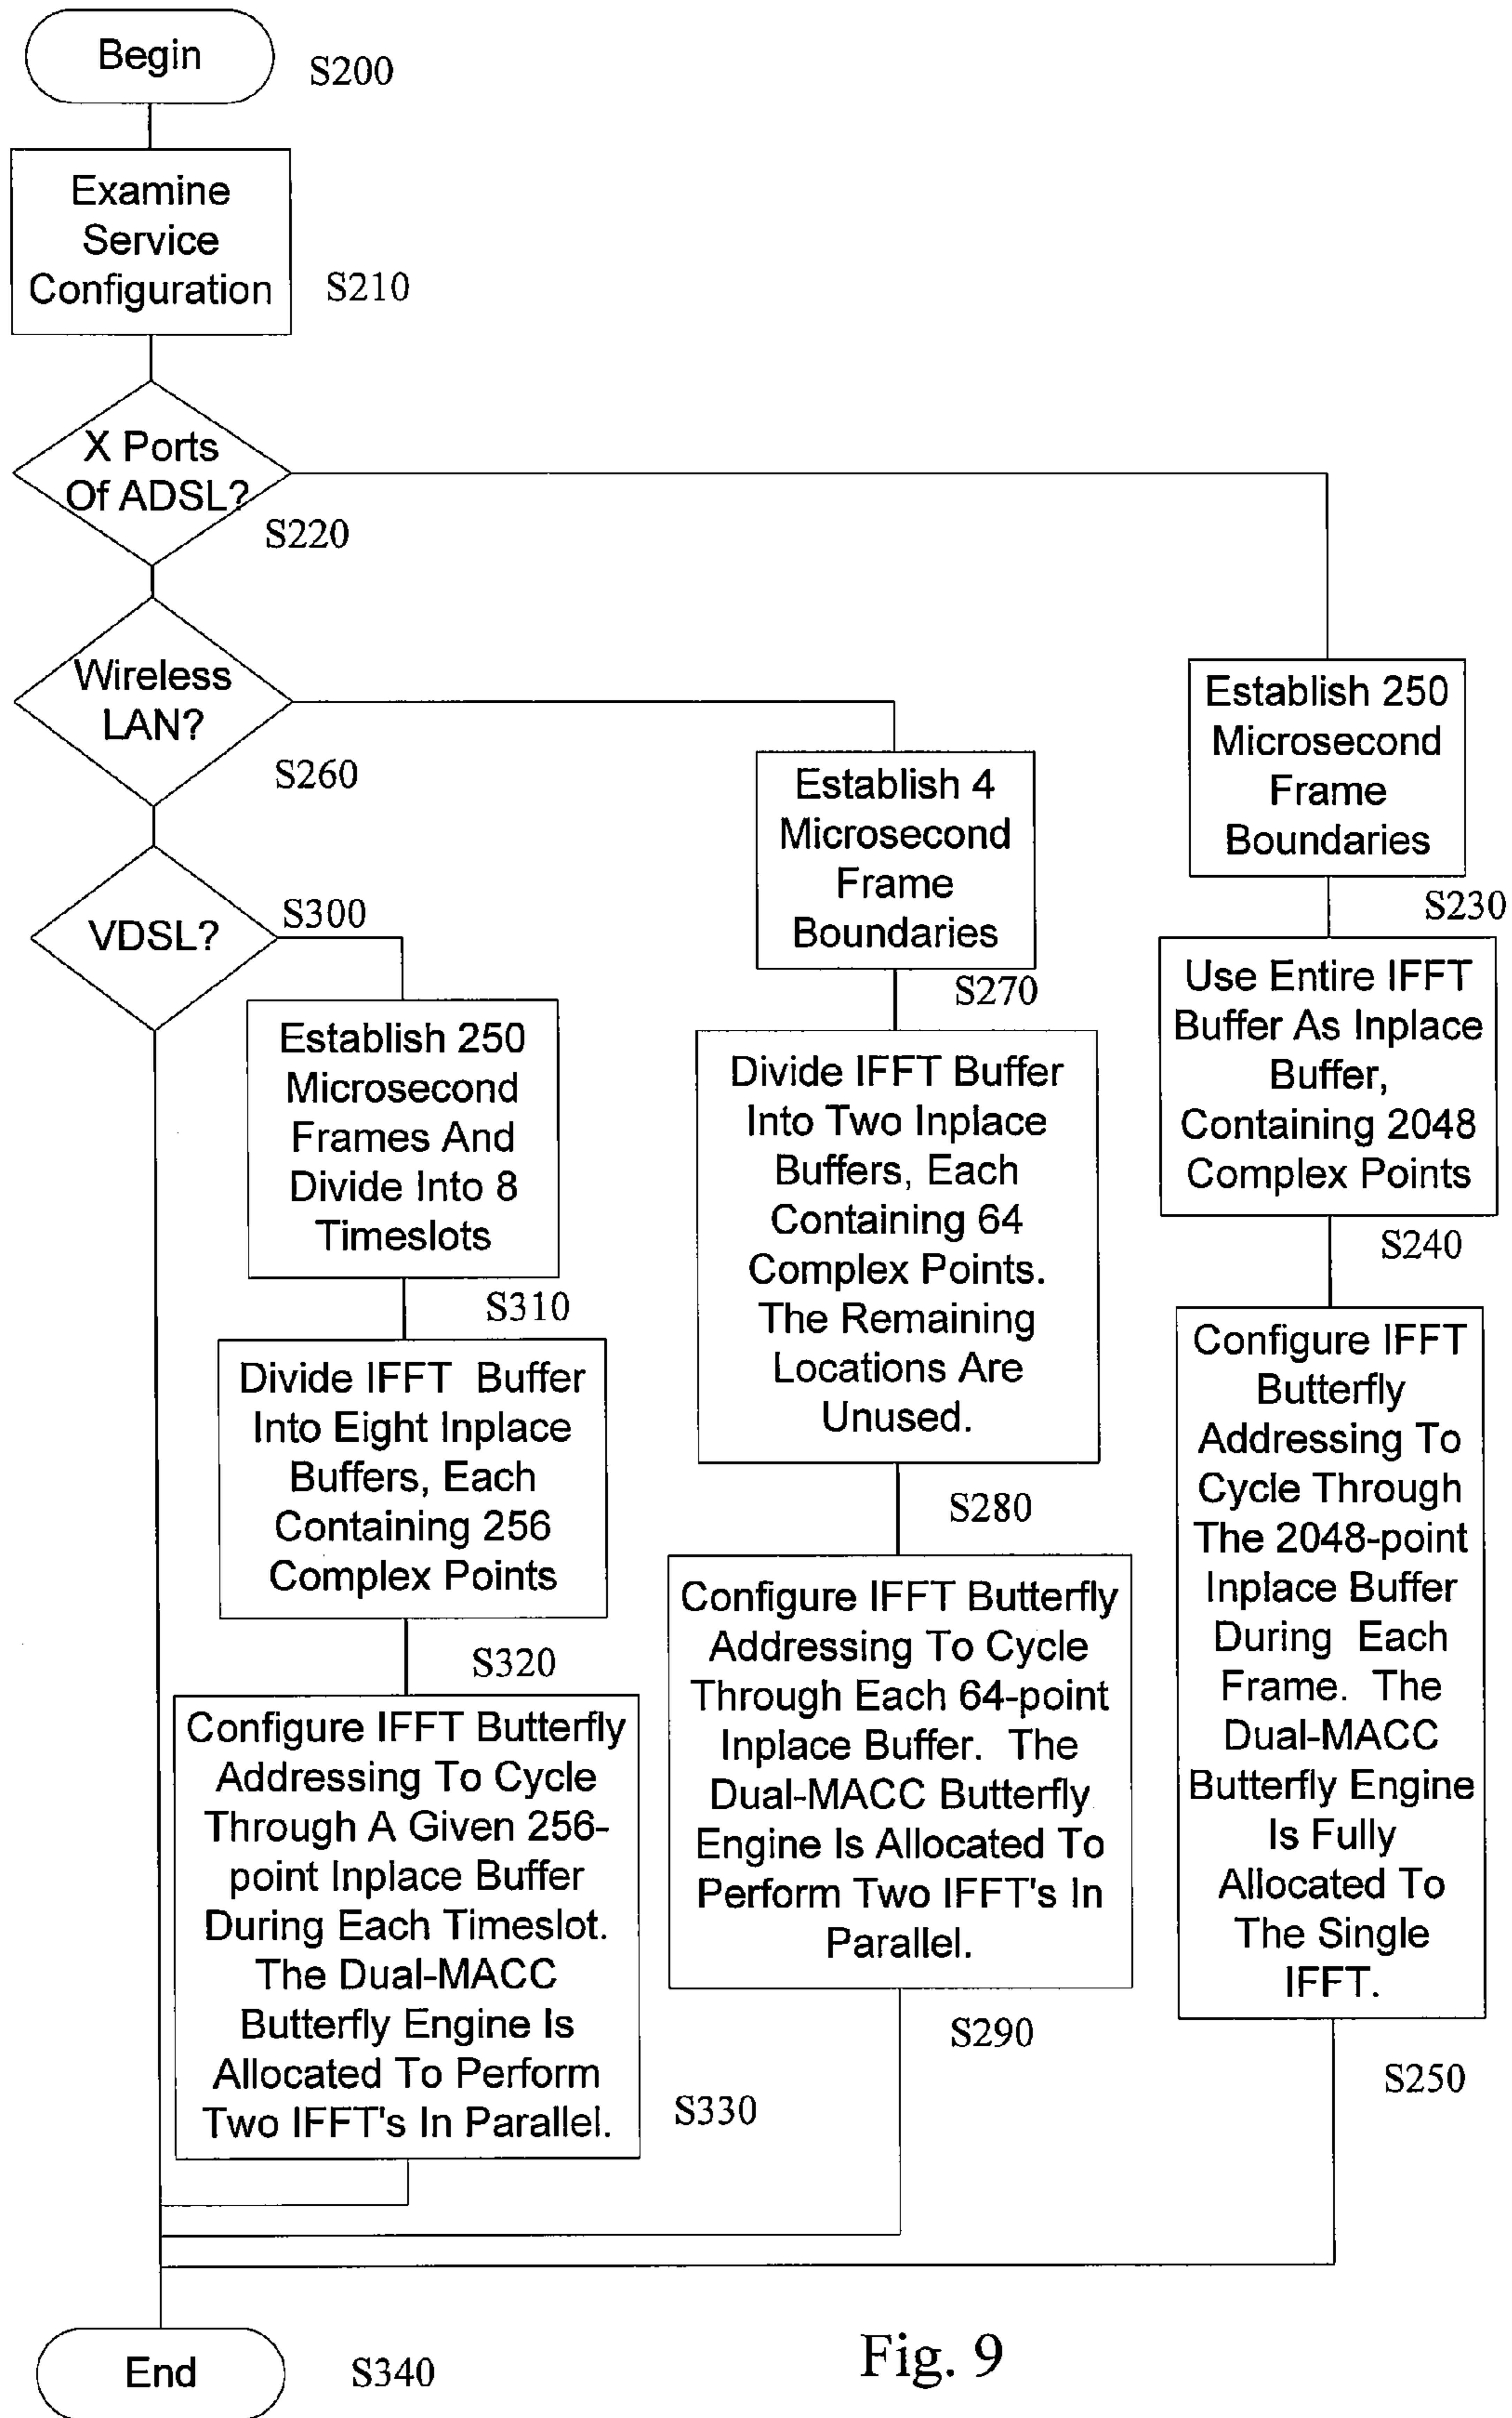 Begin
S200
Examine
Service
Configuration
S210
X Ports
Of ADSL?
S220
Wireless
LAN?
S260
VDSL?
S300
Establish 250
Microsecond
Frames And
Divide Into 8
Timeslots
S310
Divide IFFT Buffer
Into Eight Inplace
Buffers, Each
Containing 256
Complex Points
S320
Configure IFFT Butterfly
Addressing To Cycle
Through A Given 256-
point Inplace Buffer
During Each Timeslot.
The Dual-MACC
Butterfly Engine Is
Allocated To Perform
Two IFFT's In Parallel.
S330
Establish 4
Microsecond
Frame
Boundaries
S270
Divide IFFT Buffer
Into Two Inplace
Buffers, Each
Containing 64
Complex Points.
The Remaining
Locations Are
Unused.
S280
Configure IFFT Butterfly
Addressing To Cycle
Through Each 64-point
Inplace Buffer. The
Dual-MACC Butterfly
Engine Is Allocated To
Perform Two IFFT's In
Parallel.
S290
Establish 250
Microsecond
Frame
Boundaries
S230
Use Entire IFFT
Buffer As Inplace
Buffer,
Containing 2048
Complex Points
S240
Configure IFFT
Butterfly
Addressing To
Cycle Through
The 2048-point
Inplace Buffer
During Each
Frame. The
Dual-MACC
Butterfly Engine
Is Fully
Allocated To
The Single
IFFT.
S250
End
S340
Fig. 9